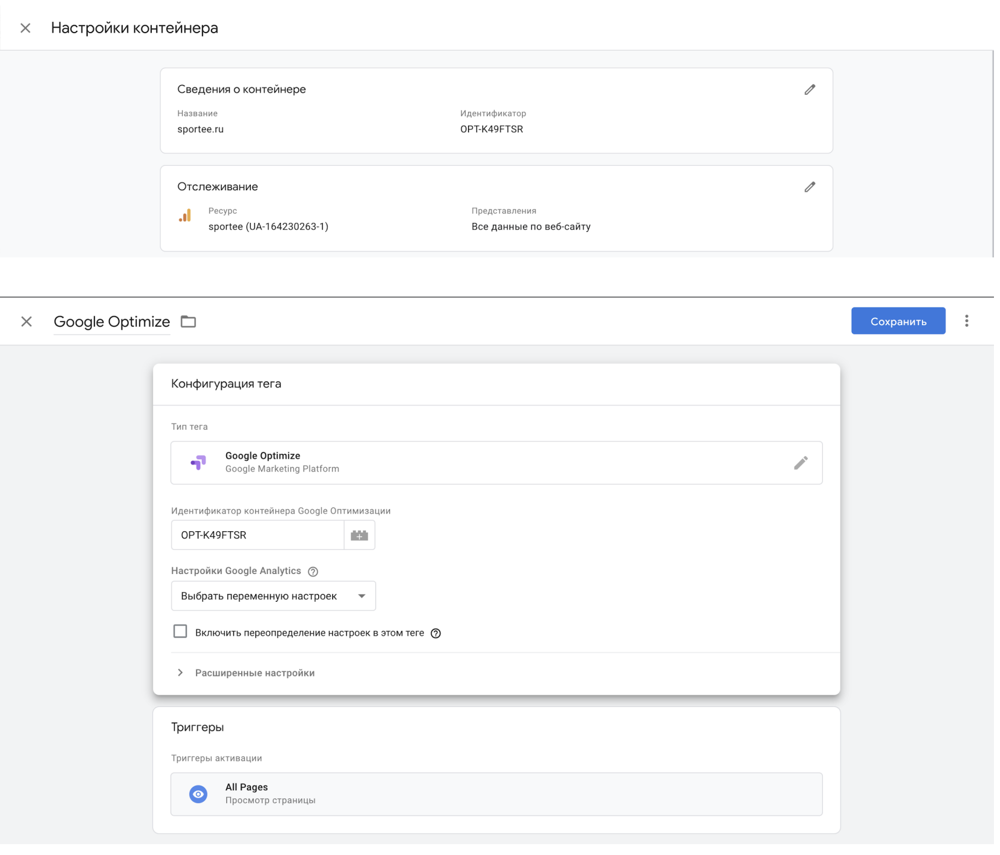 Настройки контейнера
Сведения о контейнере
Название
Идентификатор
sportee.ru
OPT-K49FTSR
Отслеживание
Ресурс
Представления
sportee (UA-164230263-1)
Все данные по веб-сайту
Google Optimize
Сохранить
Конфигурация тега
Тип тега
Google Optimize
Google Marketing Platform
Идентификатор контейнера Google Оптимизации
OPT-K49FTSR
Настройки Google Analytics
Выбрать переменную настроек
Включить переопределение настроек в этом теге
Расширенные настройки
Триггеры
Триггеры активации
All Pages
Просмотр страницы